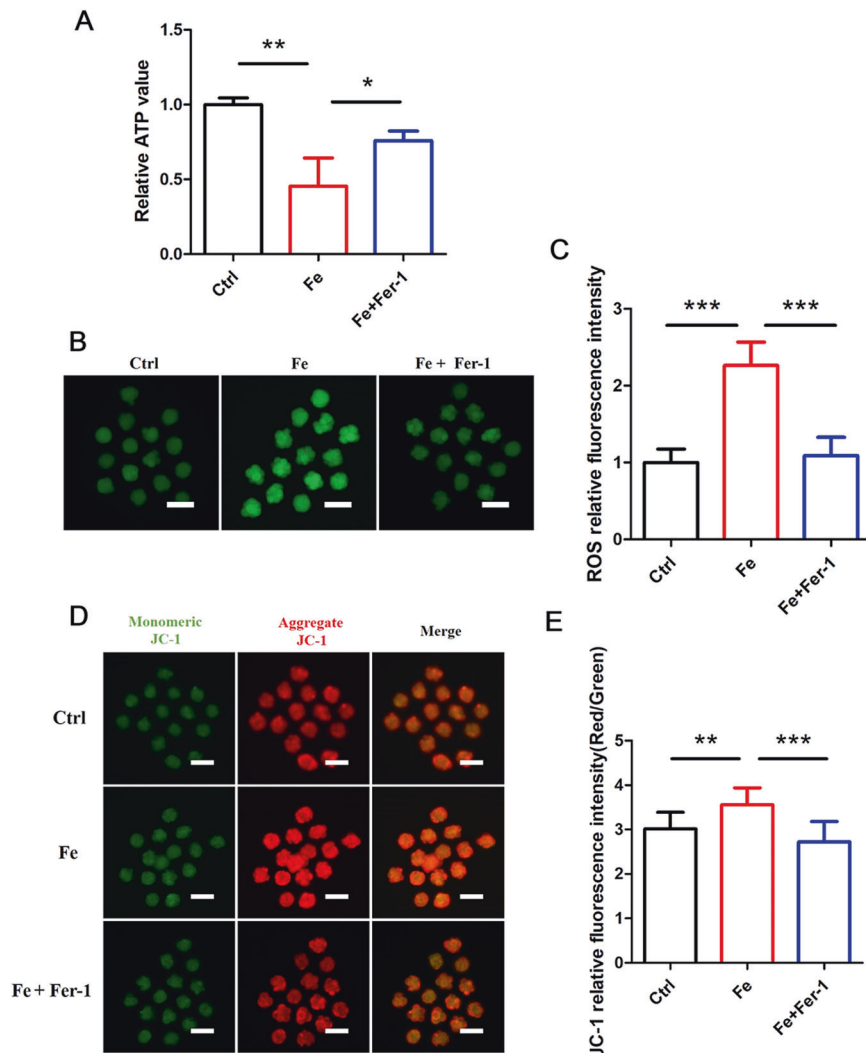 A
Relative ATP value
1.5
1.0
0.5
0.0
**
*
Ctrl
Fe
Fe+Fer-1
B
Ctrl
Fe
Fe + Fer-1
C
ROS relative fluorescence intensity
3
2
1
0
***
***
Ctrl
Fe
Fe+Fer-1
D
Monomeric
JC-1
Aggregate
JC-1
Merge
Ctrl
Fe
Fe + Fer-1
E
JC-1 relative fluorescence intensity(Red/Green)
5
4
3
2
1
0
**
***
Ctrl
Fe
Fe+Fer-1